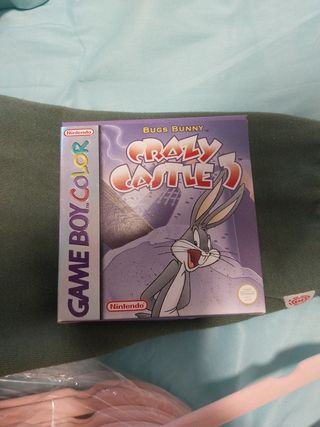 Nintendo
GAME BOY COLOR
BUGS BUNNY
CRAZY
CASTLE 3
Nintendo